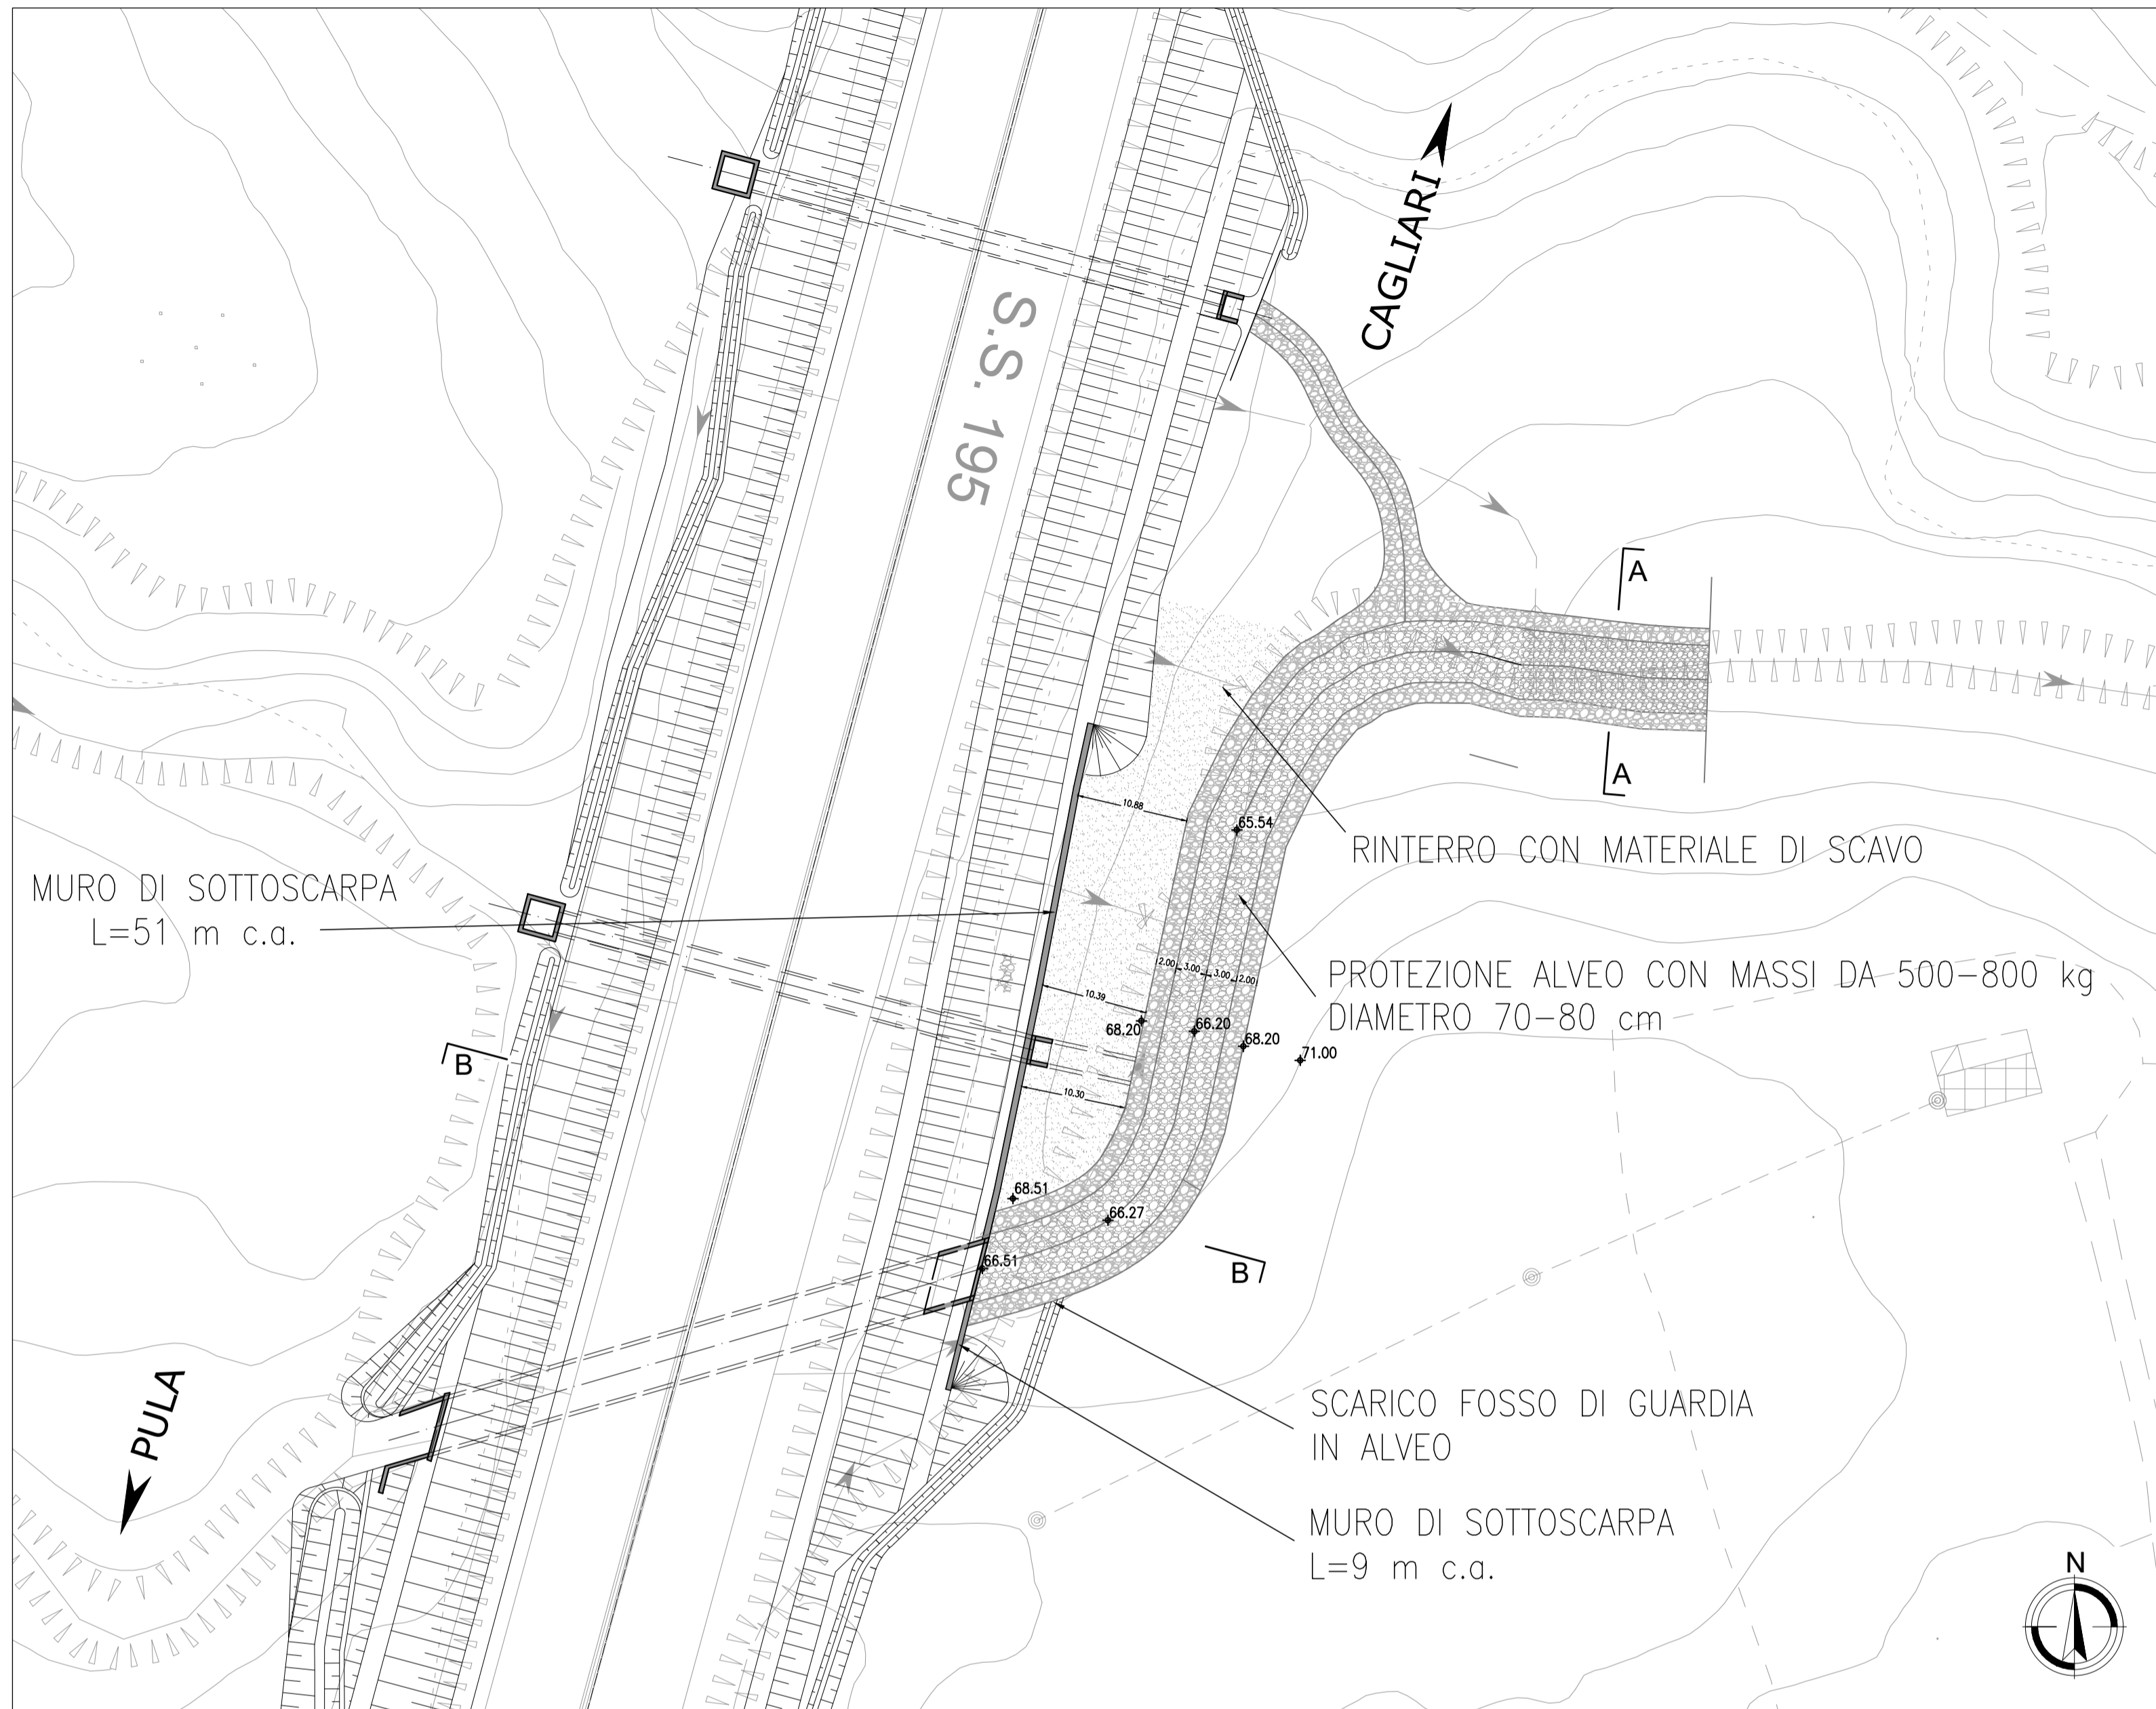 CAGLIARI
S.S. 195
A
A
10.88
65.54
RINTERRO CON MATERIALE DI SCAVO
MURO DI SOTTOSCARPA
L=51 m c.a.
2.00
3.00
3.00
2.00
PROTEZIONE ALVEO CON MASSI DA 500-800 kg
DIAMETRO 70-80 cm
10.39
68.20
66.20
68.20
71.00
B
10.30
68.51
66.27
66.51
B
PULA
SCARICO FOSSO DI GUARDIA
IN ALVEO
MURO DI SOTTOSCARPA
L=9 m c.a.
N